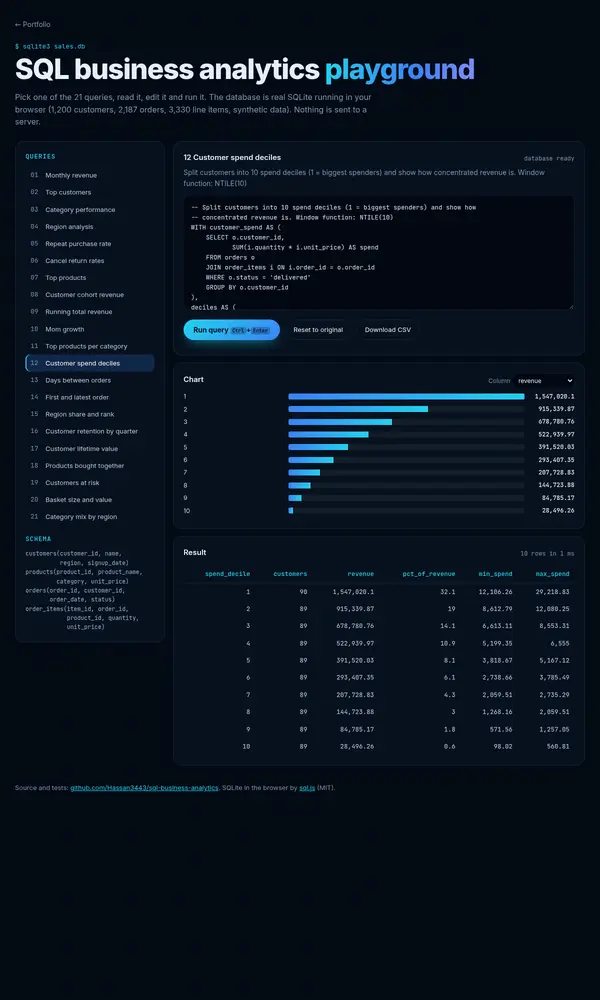 ← Portfolio
$ sqlite3 sales.db
SQL business analytics playground
Pick one of the 21 queries, read it, edit it and run it. The database is real SQLite running in your
browser (1,200 customers, 2,187 orders, 3,330 line items, synthetic data). Nothing is sent to a
server.
QUERIES
01 Monthly revenue
02 Top customers
03 Category performance
04 Region analysis
05 Repeat purchase rate
06 Cancel return rates
07 Top products
08 Customer cohort revenue
09 Running total revenue
10 Mom growth
11 Top products per category
12 Customer spend deciles
13 Days between orders
14 First and latest order
15 Region share and rank
16 Customer retention by quarter
17 Customer lifetime value
18 Products bought together
19 Customers at risk
20 Basket size and value
21 Category mix by region
SCHEMA
customers(customer_id, name,
region, signup_date)
products(product_id, product_name,
category, unit_price)
orders(order_id, customer_id,
order_date, status)
order_items(item_id, order_id,
product_id, quantity,
unit_price)
12 Customer spend deciles database ready
Split customers into 10 spend deciles (1 = biggest spenders) and show how concentrated revenue is. Window
function: NTILE(10)
-- Split customers into 10 spend deciles (1 = biggest spenders) and show how
-- concentrated revenue is. Window function: NTILE(10)
WITH customer_spend AS (
SELECT o.customer_id,
SUM(i.quantity * i.unit_price) AS spend
FROM orders o
JOIN order_items i ON i.order_id = o.order_id
WHERE o.status = 'delivered'
GROUP BY o.customer_id
),
deciles AS (
Run query Ctrl+Enter Reset to original Download CSV
Chart Column revenue
1 1,547,020.1
2 915,339.87
3 678,780.76
4 522,939.97
5 391,520.03
6 293,407.35
7 207,728.83
8 144,723.88
9 84,785.17
10 28,496.26
Result 10 rows in 1 ms
spend_decile customers revenue pct_of_revenue min_spend max_spend
1 90 1,547,020.1 32.1 12,106.26 29,218.83
2 89 915,339.87 19 8,612.79 12,080.25
3 89 678,780.76 14.1 6,613.11 8,553.31
4 89 522,939.97 10.9 5,199.35 6,555
5 89 391,520.03 8.1 3,818.67 5,167.12
6 89 293,407.35 6.1 2,738.66 3,785.49
7 89 207,728.83 4.3 2,059.51 2,735.29
8 89 144,723.88 3 1,268.16 2,059.51
9 89 84,785.17 1.8 571.56 1,257.05
10 89 28,496.26 0.6 98.02 560.81
Source and tests: github.com/Hassan3443/sql-business-analytics. SQLite in the browser by sql.js (MIT).